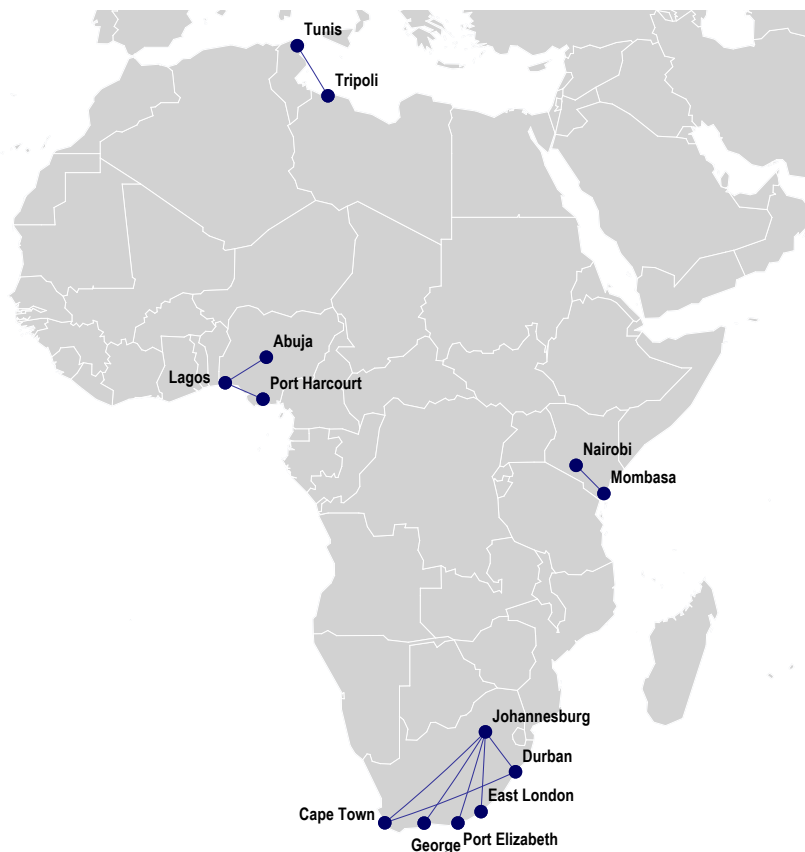 Tunis
Tripoli
Abuja
Lagos
Port Harcourt
Nairobi
Mombasa
Johannesburg
Durban
East London
Cape Town
Port Elizabeth
George